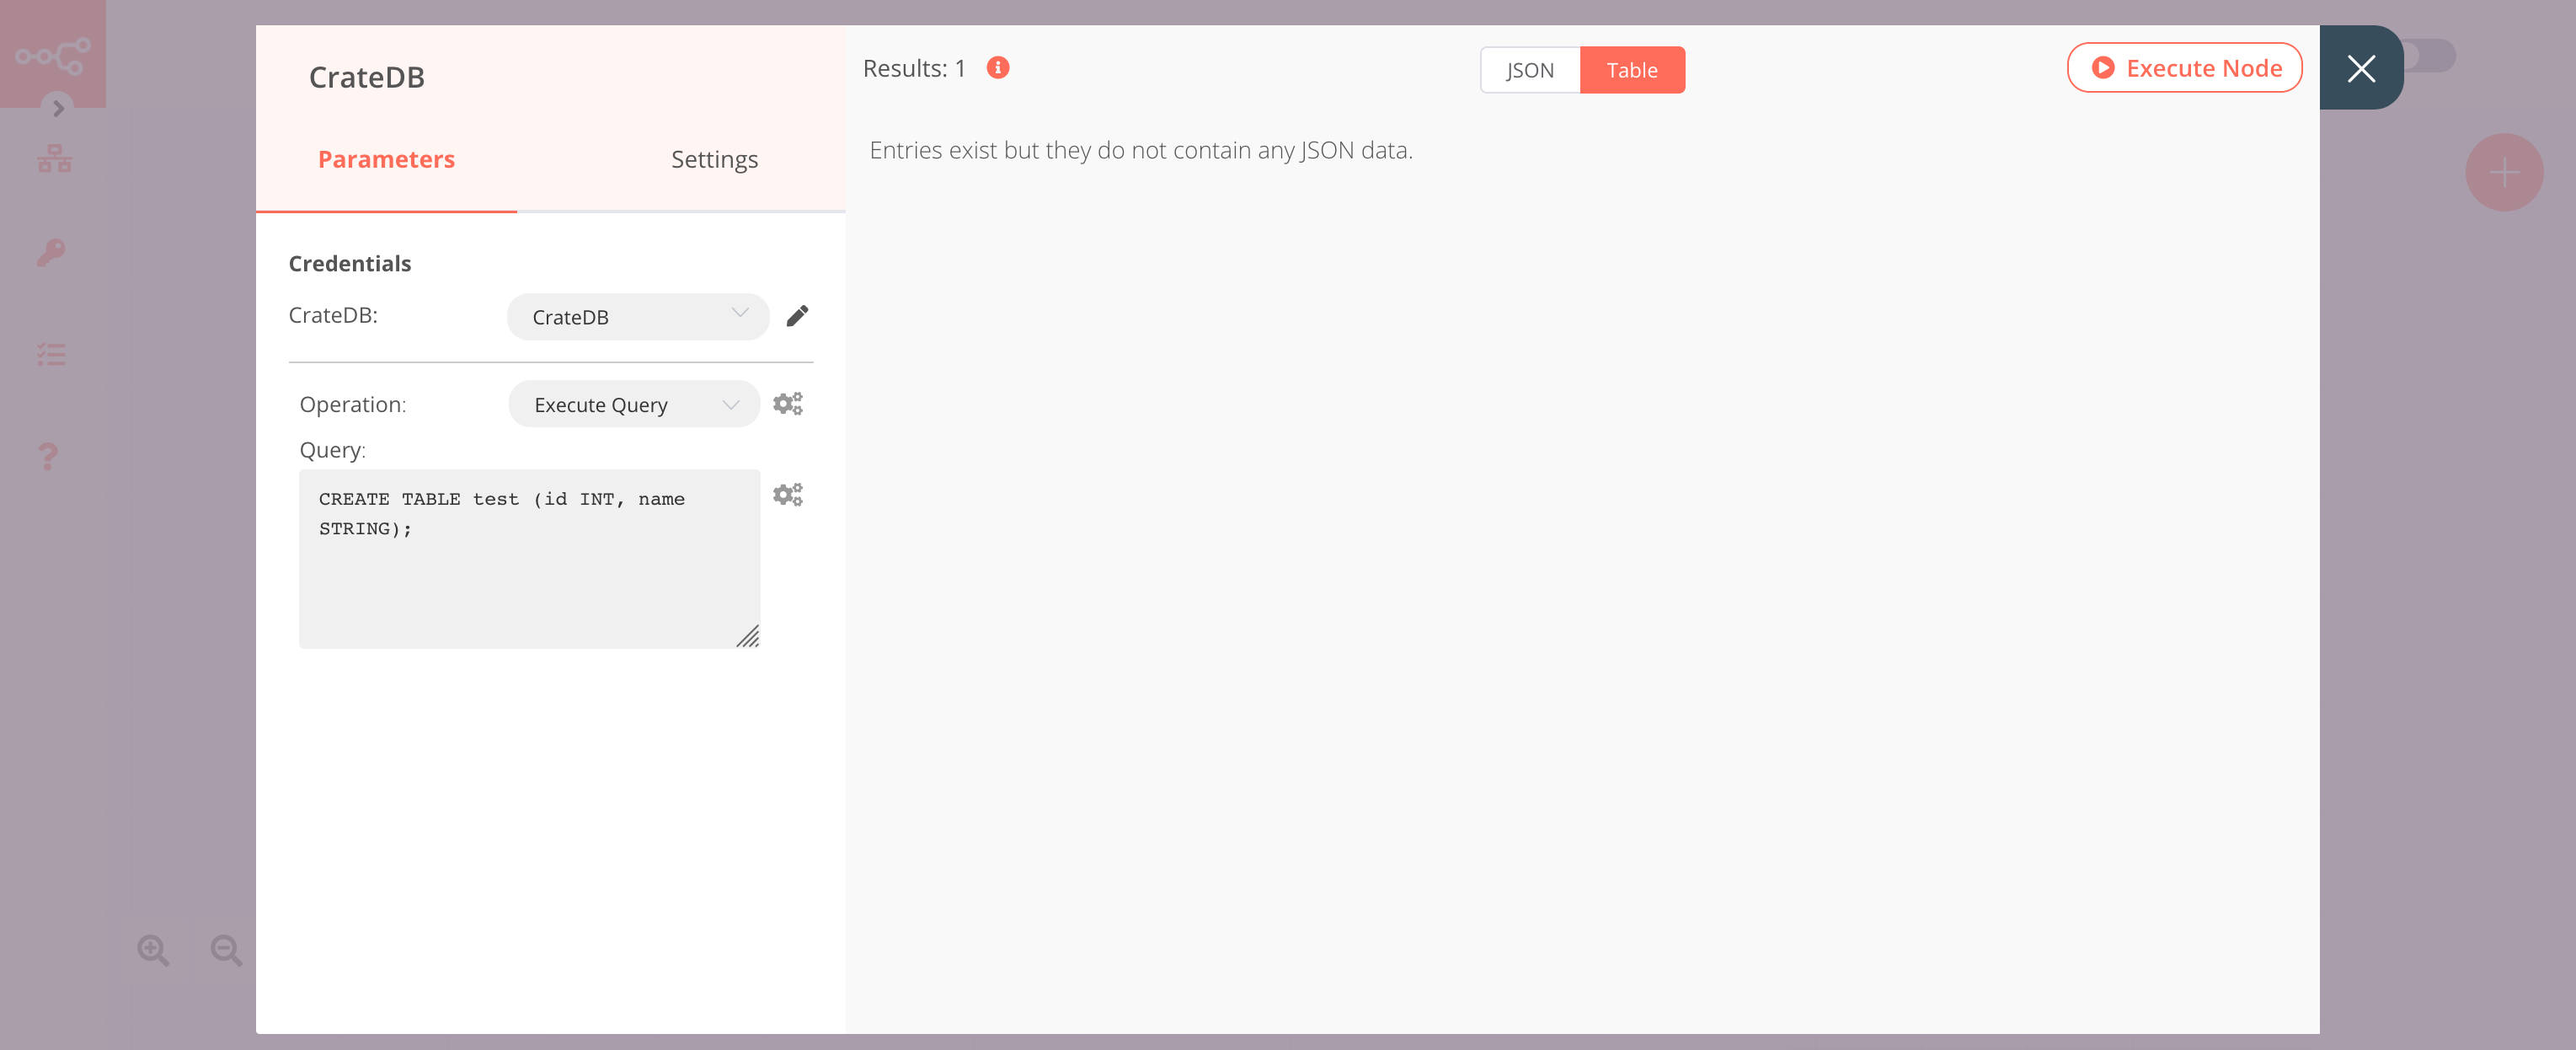 CrateDB
Parameters
Settings
Credentials
CrateDB:
CrateDB
Operation:
Execute Query
Query:
CREATE TABLE test (id INT, name
STRING);
Results: 1
JSON
Table
Execute Node
Entries exist but they do not contain any JSON data.